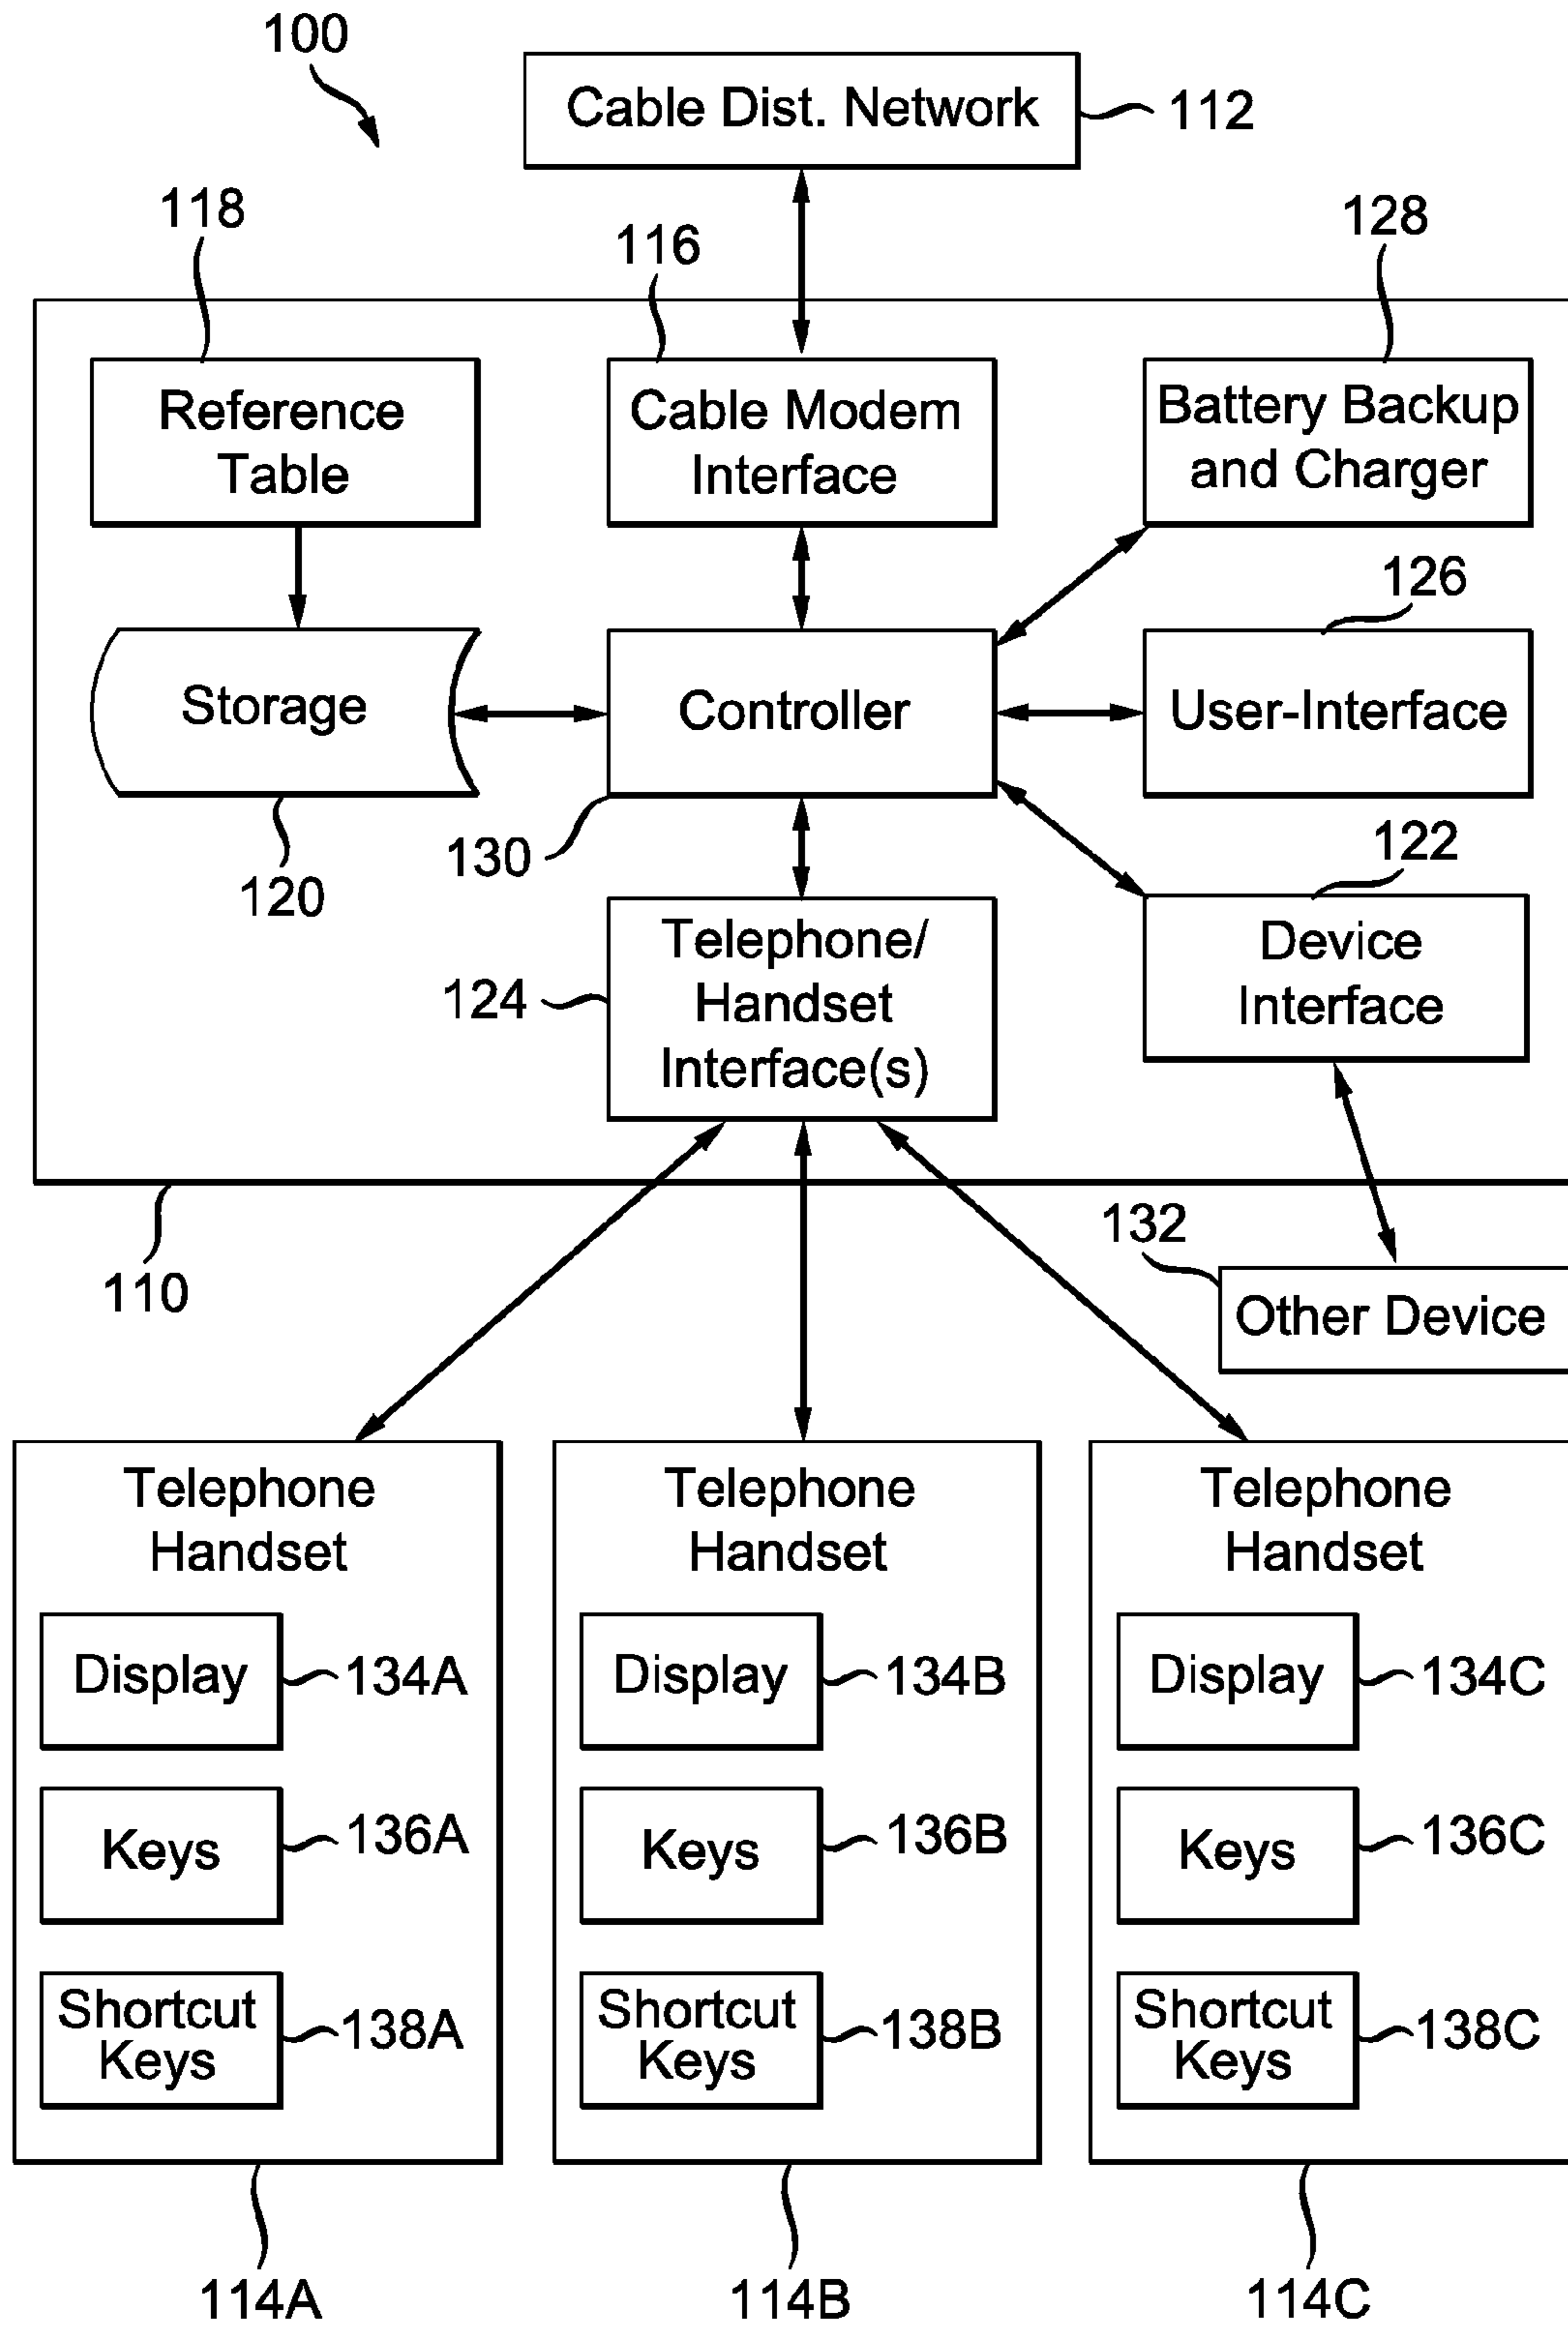 100
Cable Dist. Network
112
118
116
128
Reference
Table
Cable Modem
Interface
Battery Backup
and Charger
126
Storage
Controller
User-Interface
120
130
122
124
Telephone/
Handset
Interface(s)
Device
Interface
110
132
Other Device
Telephone
Handset
Display
134A
Keys
136A
Shortcut
Keys
138A
114A
Telephone
Handset
Display
134B
Keys
136B
Shortcut
Keys
138B
114B
Telephone
Handset
Display
134C
Keys
136C
Shortcut
Keys
138C
114C